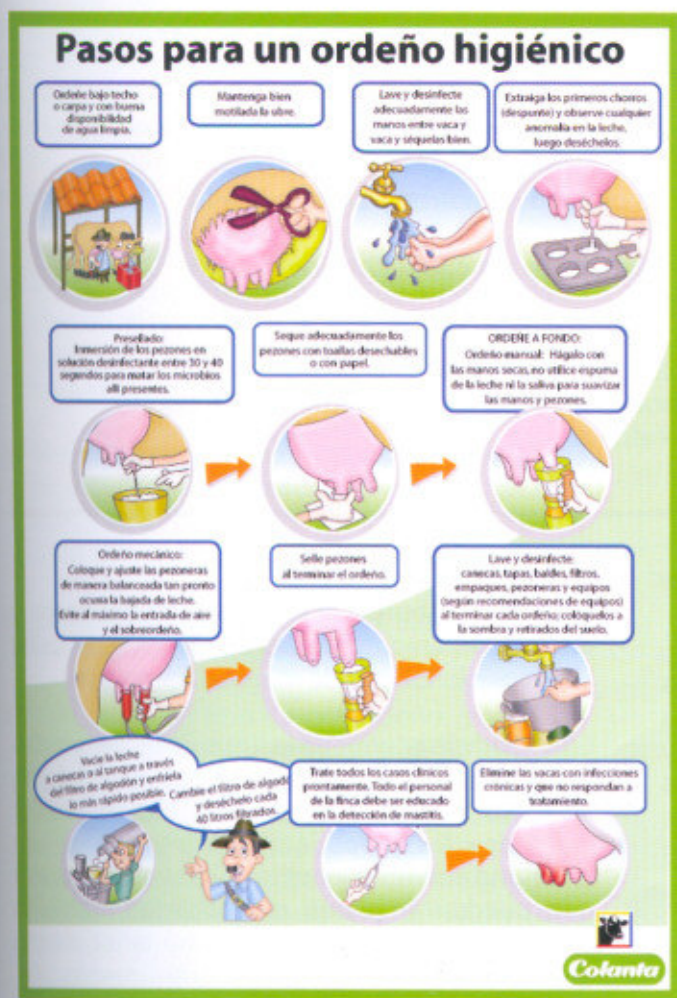 Pasos para un ordeño higiénico
Ordeñe bajo techo
o carpa y con buena
disponibilidad
de agua limpia.
Mantenga bien
motilada la ubre.
Lave y desinfecte
adecuadamente las
manos entre vaca y
vaca y séquelas bien.
Extraiga los primeros chorros
(despunte) y observe cualquier
anomalía en la leche,
luego deséchelos.
Presellado:
Inmersión de los pezones en
solución desinfectante entre 30 y 40
segundos para matar los microbios
allí presentes.
Seque adecuadamente los
pezones con toallas desechables
o con papel.
ORDEÑE A FONDO:
Ordeño manual: Hágalo con
las manos secas, no utilice espuma
de la leche ni la saliva para suavizar
las manos y pezones.
Ordeño mecánico:
Coloque y ajuste las pezoneras
de manera balanceada tan pronto
ocurra la bajada de leche.
Evite al máximo la entrada de aire
y el sobreordeño.
Selle pezones
al terminar el ordeño.
Lave y desinfecte:
canecas, tapas, baldes, filtros,
empaques, pezoneras y equipos
(según recomendaciones de equipos)
al terminar cada ordeño; colóquelos a
la sombra y retirados del suelo.
Vacie la leche
a canecas o al tanque a través
del filtro de algodón y enfríela
lo más rápido posible.
Cambie el filtro de algodó
y deséchelo cada
40 litros filtrados.
Trate todos los casos clínicos
prontamente. Todo el personal
de la finca debe ser educado
en la detección de mastitis.
Elimine las vacas con infecciones
crónicas y que no respondan a
tratamiento.
Colanta